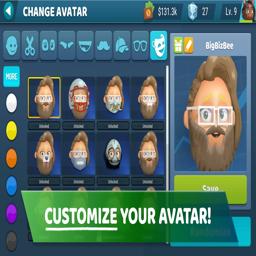 CHANGE AVATAR
$131.3k
27
Lv. 9
MORE
BigBizBee
Unlocked
Unlocked
Unlocked
Unlocked
Unlocked
Unlocked
Unlocked
Unlocked
Save
Randomize
CUSTOMIZE YOUR AVATAR!